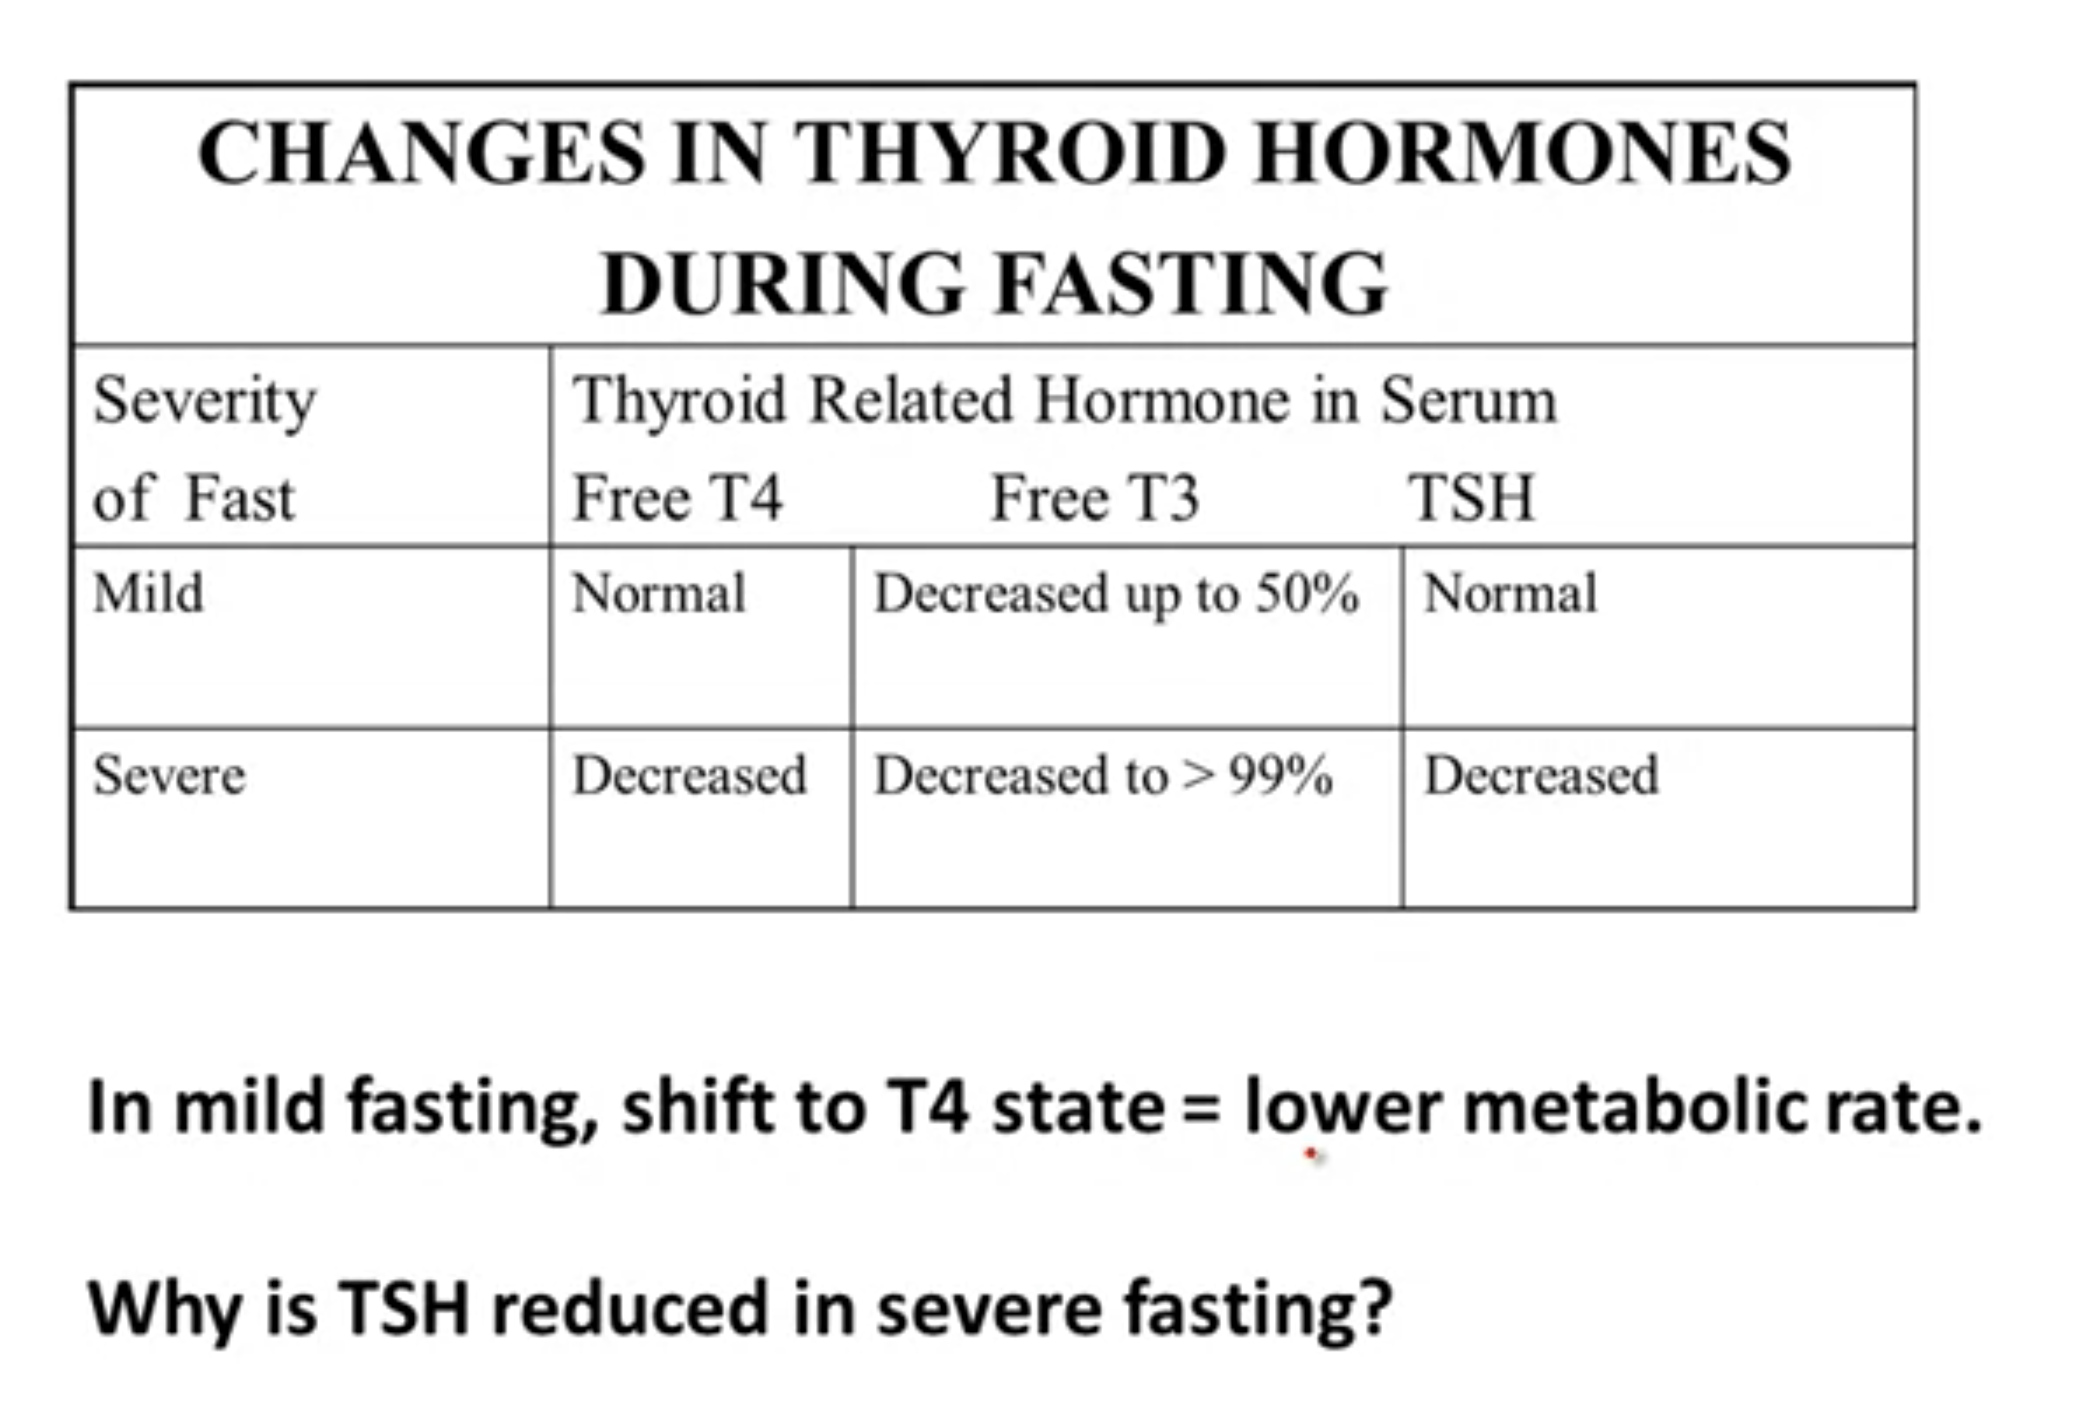 CHANGES IN THYROID HORMONES
DURING FASTING
Severity
of Fast
Thyroid Related Hormone in Serum
Free T4 Free T3 TSH
Mild
Normal
Decreased up to 50%
Normal
Severe
Decreased
Decreased to > 99%
Decreased
In mild fasting, shift to T4 state = lower metabolic rate.
Why is TSH reduced in severe fasting?